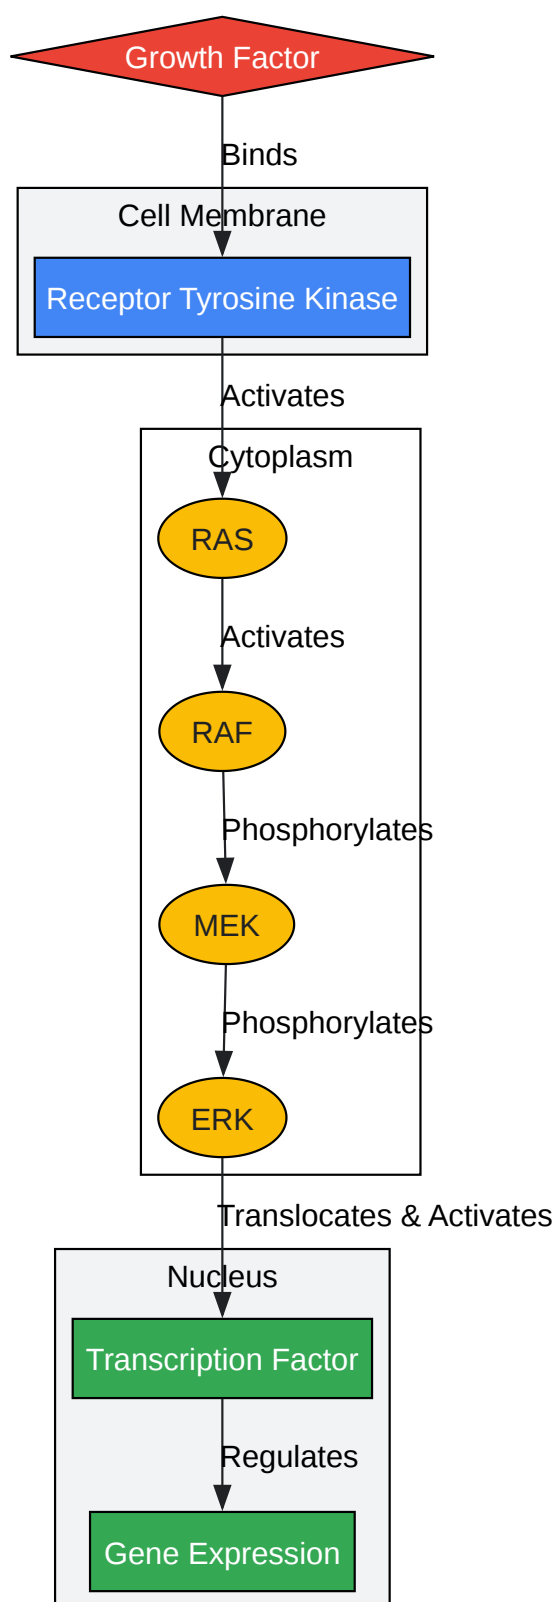 Growth Factor
Binds
Cell Membrane
Receptor Tyrosine Kinase
Activates
Cytoplasm
RAS
Activates
RAF
Phosphorylates
MEK
Phosphorylates
ERK
Translocates & Activates
Nucleus
Transcription Factor
Regulates
Gene Expression